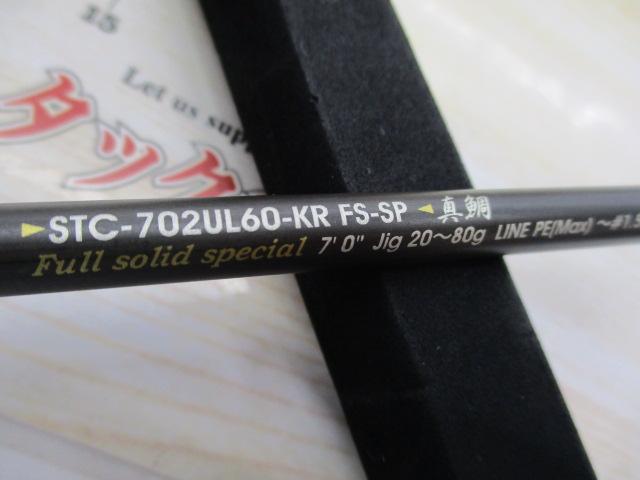 15
Let us supp
タック
STC-702UL60-KR FS-SP 真鯛
Full solid special 7'0" Jig 20~80g LINE PE(Max) ~#1.5